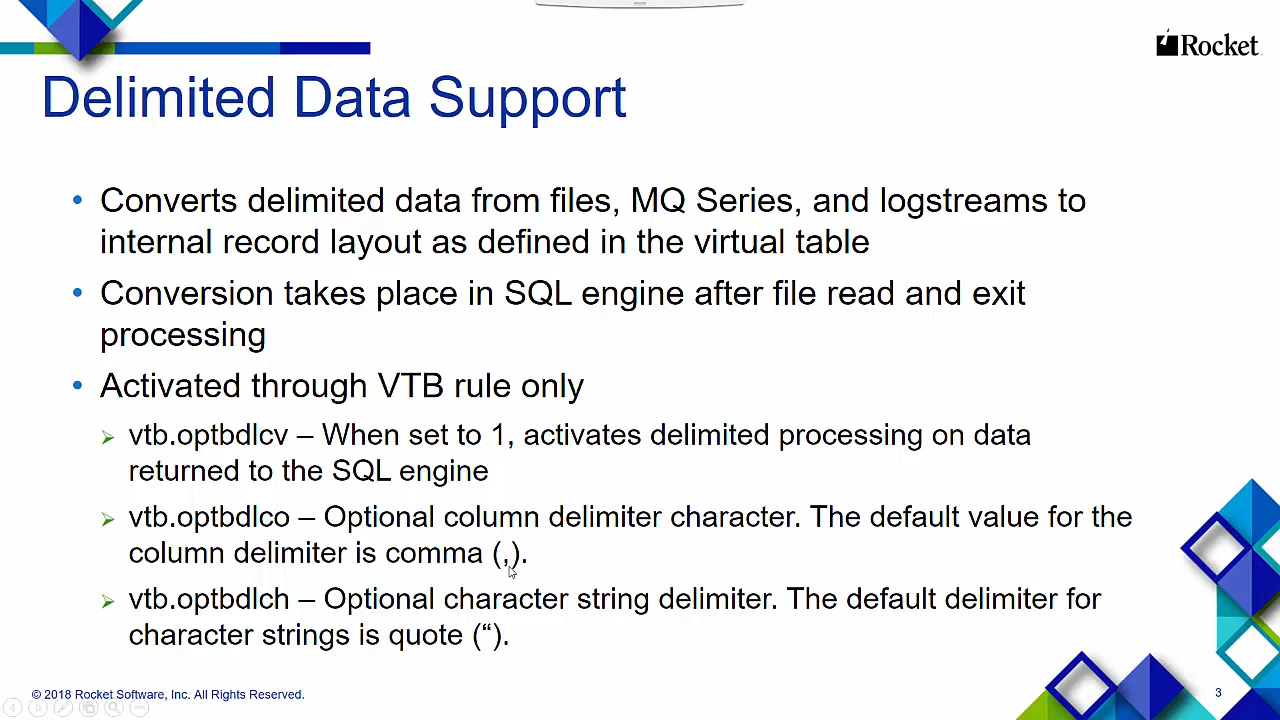 Rocket
Delimited Data Support
• Converts delimited data from files, MQ Series, and logstreams to
internal record layout as defined in the virtual table
• Conversion takes place in SQL engine after file read and exit
processing
• Activated through VTB rule only
➢ vtb.optbdlcv – When set to 1, activates delimited processing on data
returned to the SQL engine
➢ vtb.optbdlco – Optional column delimiter character. The default value for the
column delimiter is comma (,).
➢ vtb.optbdlch – Optional character string delimiter. The default delimiter for
character strings is quote (“).
© 2018 Rocket Software, Inc. All Rights Reserved.
3